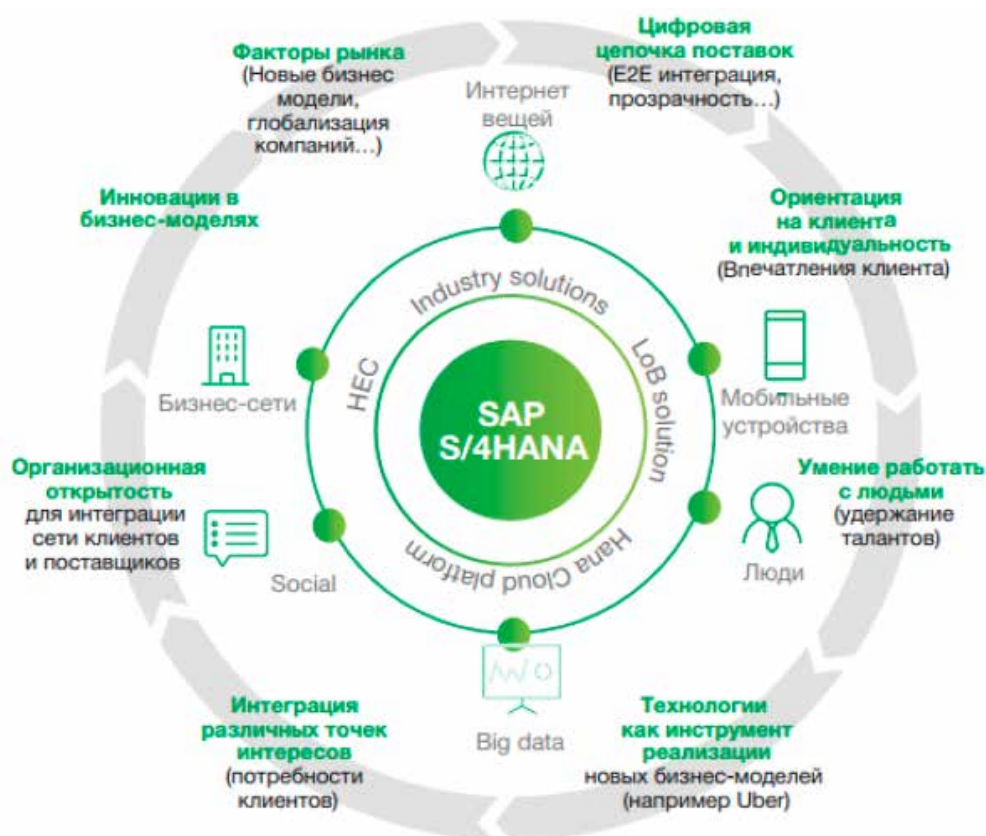 Факторы рынка
(Новые бизнес
модели,
глобализация
компаний...)
Цифровая
цепочка поставок
(E2E интеграция,
прозрачность...)
Интернет
вещей
Инновации в
бизнес-моделях
Ориентация
на клиента
и индивидуальность
(Впечатления клиента)
Industry solutions
HEC
LoB solution
Hana Cloud platform
SAP
S/4HANA
Бизнес-сети
Мобильные
устройства
Организационная
открытость
для интеграции
сети клиентов
и поставщиков
Умение работать
с людьми
(удержание
талантов)
Social
Люди
Big data
Интеграция
различных точек
интересов
(потребности
клиентов)
Технологии
как инструмент
реализации
новых бизнес-моделей
(например Uber)